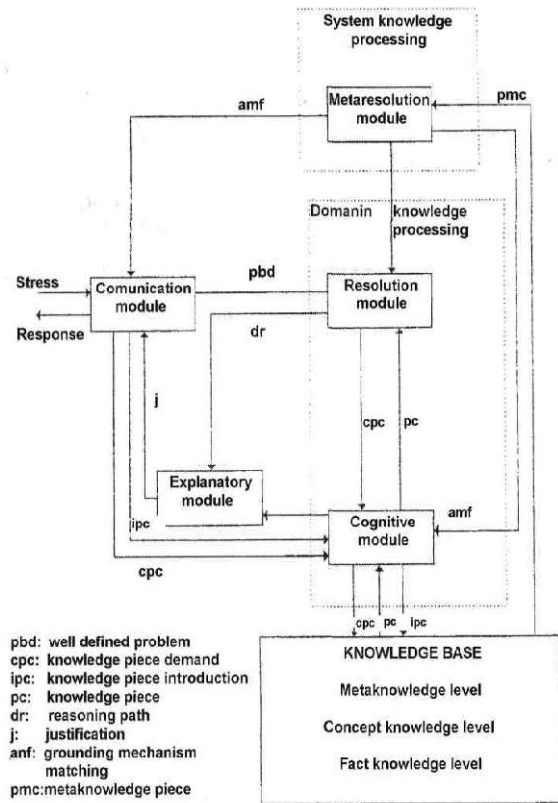 System knowledge
processing
Metaresolution
module
pmc
amf
Domanin knowledge
processing
Stress
Response
Comunication
module
pbd
Resolution
module
dr
j
cpc
pc
Explanatory
module
ipc
cpc
Cognitive
module
amf
cpc
pc
ipc
pbd: well defined problem
cpc: knowledge piece demand
ipc: knowledge piece introduction
pc: knowledge piece
dr: reasoning path
j: justification
anf: grounding mechanism
matching
pmc:metaknowledge piece
KNOWLEDGE BASE
Metaknowledge level
Concept knowledge level
Fact knowledge level